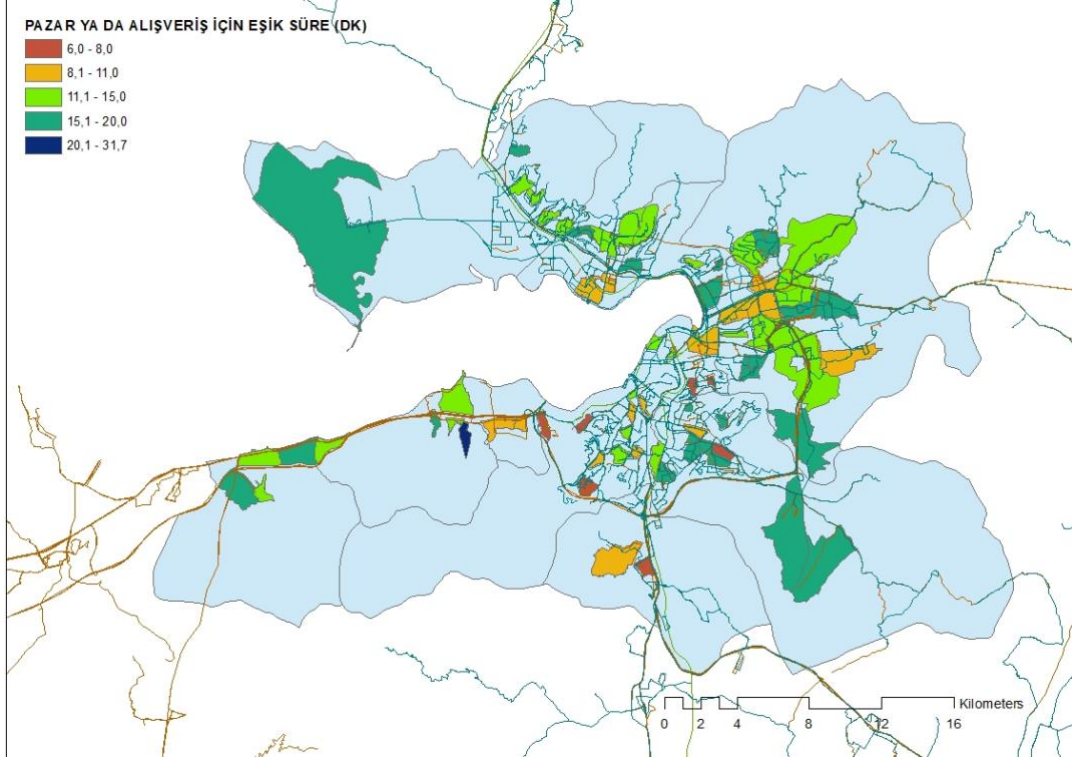 PAZAR YA DA ALIŞVERİŞ İÇİN EŞİK SÜRE (DK)
6,0 - 8,0
8,1 - 11,0
11,1 - 15,0
15,1 - 20,0
20,1 - 31,7
Kilometers
0 2 4 8 12 16